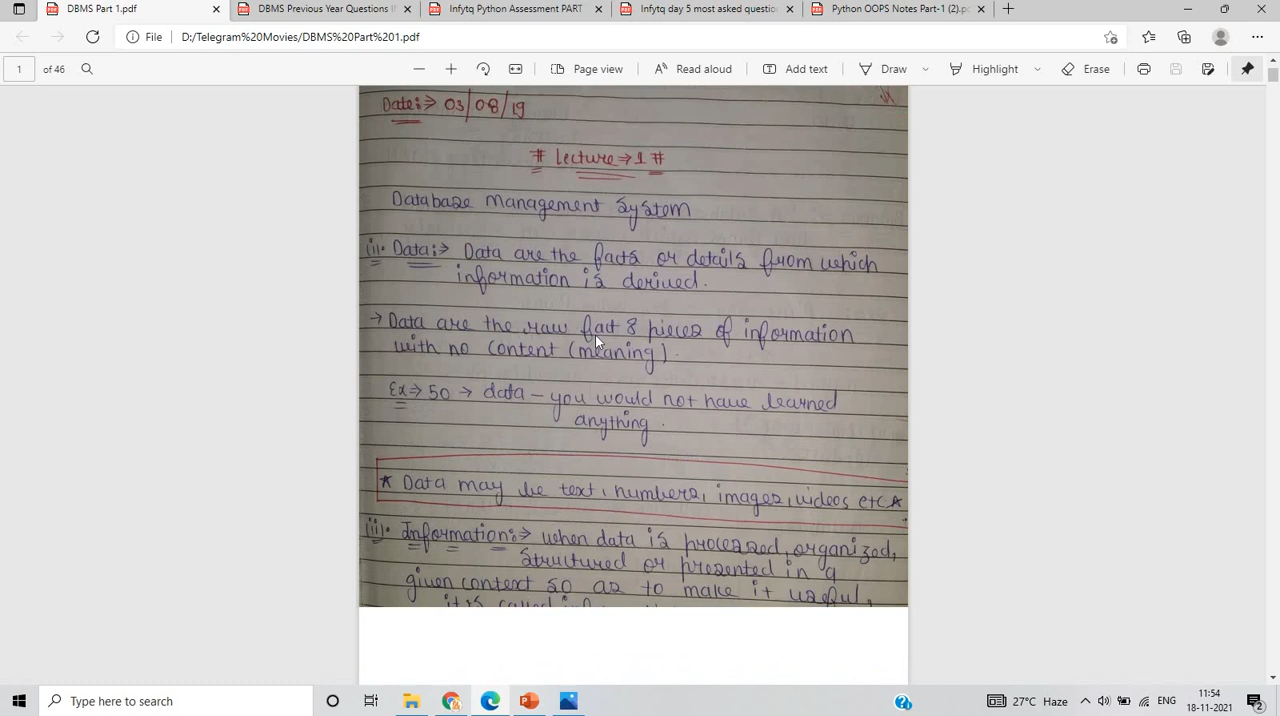 DBMS Part 1.pdf
DBMS Previous Year Questions
Infytq Python Assessment PART
Infytq day 5 most asked question
Python OOPS Notes Part-1 (2).p
File
D:/Telegram%20Movies/DBMS%20Part%201.pdf
1 of 46
Page view
Read aloud
Add text
Draw
Highlight
Erase
Date:⇒ 03/08/19
# Lecture⇒1 #
Database Management System
(i). Data:⇒ Data are the facts or details from which
information is derived.
→ Data are the raw fact & pieces of information
with no content (meaning).
Ex⇒ 50 → data – you would not have learned
anything.
* Data may be text, numbers, images, videos etc *
(ii). Information:⇒ when data is processed, organized,
structured or presented in a
given context so as to make it useful,
it is called
Type here to search
27°C Haze
ENG
11:54
18-11-2021
2